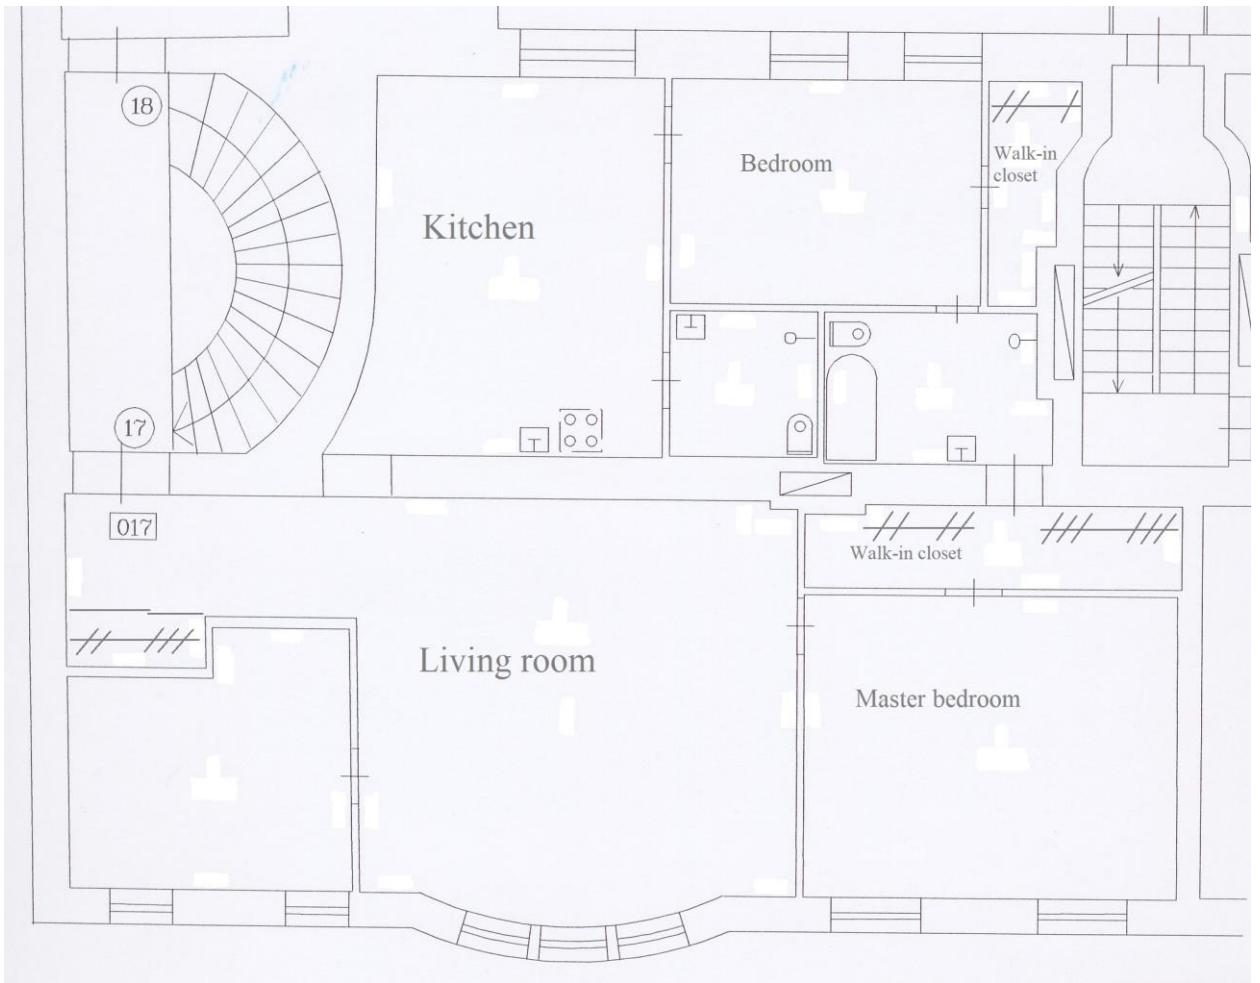 18
Bedroom
Walk-in
closet
Kitchen
17
017
Walk-in closet
Living room
Master bedroom